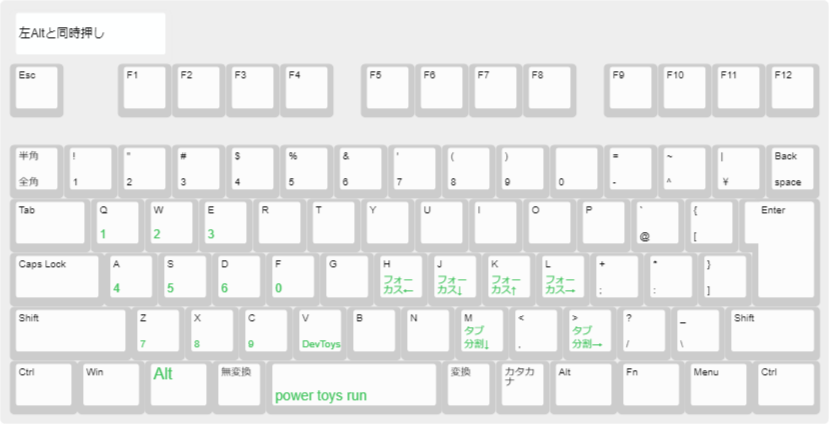 左Altと同時押し
Esc F1 F2 F3 F4 F5 F6 F7 F8 F9 F10 F11 F12
半角 ! " # $ % & ' ( ) = ~ | Back
全角 1 2 3 4 5 6 7 8 9 0 - ^ ¥ space
Tab Q W E R T Y U I O P ` { Enter
1 2 3 @ [
Caps Lock A S D F G H J K L + * }
フォー フォー フォー フォー
4 5 6 0 カス← カス↓ カス↑ カス→ ; : ]
Shift Z X C V B N M < > ? _ Shift
タブ タブ
7 8 9 DevToys 分割↓ , 分割→ / \
Ctrl Win Alt 無変換 変換 カタカ Alt Fn Menu Ctrl
ナ
power toys run